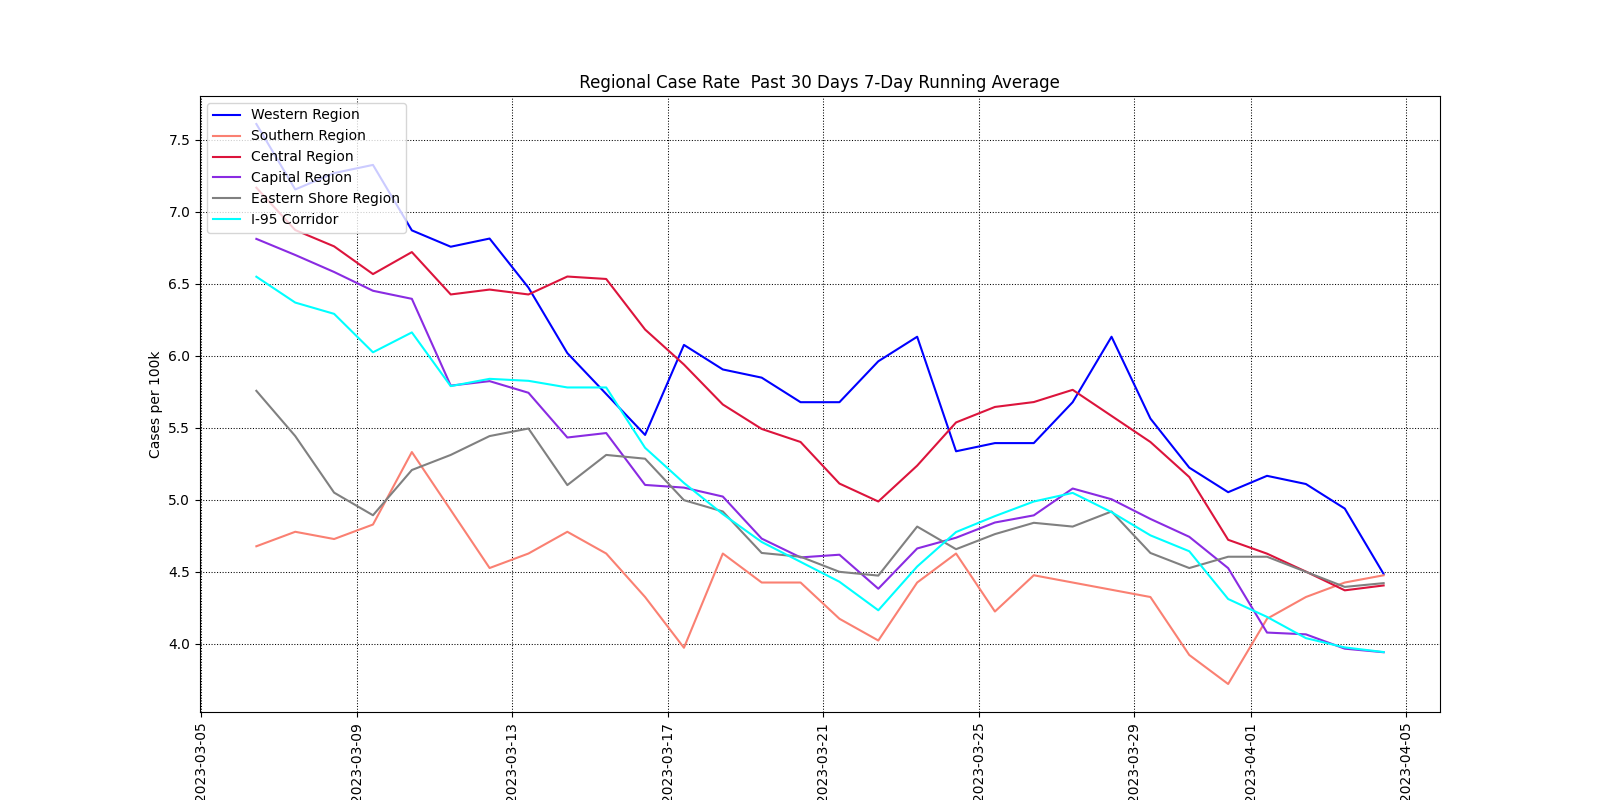 Regional Case Rate  Past 30 Days 7-Day Running Average
Western Region
Southern Region
Central Region
Capital Region
Eastern Shore Region
I-95 Corridor
Cases per 100k
7.5
7.0
6.5
6.0
5.5
5.0
4.5
4.0
2023-03-05
2023-03-09
2023-03-13
2023-03-17
2023-03-21
2023-03-25
2023-03-29
2023-04-01
2023-04-05